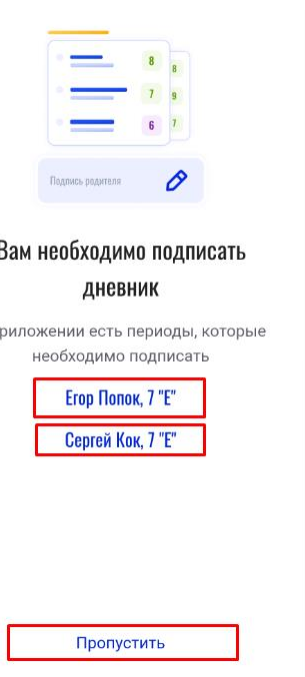 8
8
7
9
6
7
Подпись родителя
Вам необходимо подписать
дневник
риложении есть периоды, которые
необходимо подписать
Егор Попок, 7 "Е"
Сергей Кок, 7 "Е"
Пропустить